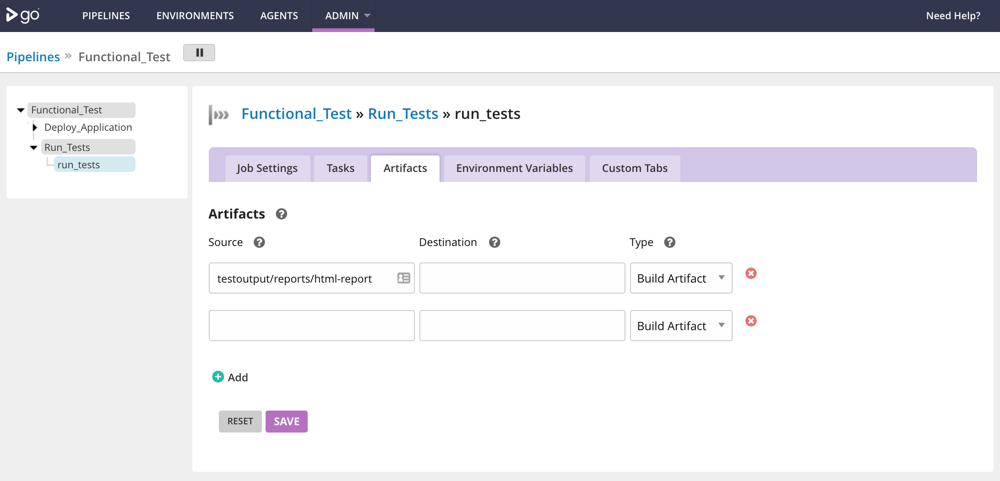 go PIPELINES ENVIRONMENTS AGENTS ADMIN Need Help?
Pipelines » Functional_Test
Functional_Test
Deploy_Application
Run_Tests
run_tests
Functional_Test » Run_Tests » run_tests
Job Settings Tasks Artifacts Environment Variables Custom Tabs
Artifacts ?
Source ? Destination ? Type ?
testoutput/reports/html-report Build Artifact
Build Artifact
Add
RESET SAVE